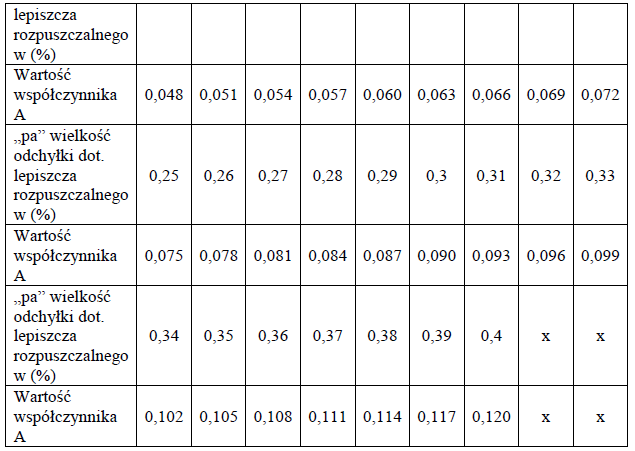 lepiszcza
rozpuszczalnego
w (%)
Wartość
współczynnika
A
0,048 0,051 0,054 0,057 0,060 0,063 0,066 0,069 0,072
„pa” wielkość
odchyłki dot.
lepiszcza
rozpuszczalnego
w (%)
0,25 0,26 0,27 0,28 0,29 0,3 0,31 0,32 0,33
Wartość
współczynnika
A
0,075 0,078 0,081 0,084 0,087 0,090 0,093 0,096 0,099
„pa” wielkość
odchyłki dot.
lepiszcza
rozpuszczalnego
w (%)
0,34 0,35 0,36 0,37 0,38 0,39 0,4 x x
Wartość
współczynnika
A
0,102 0,105 0,108 0,111 0,114 0,117 0,120 x x